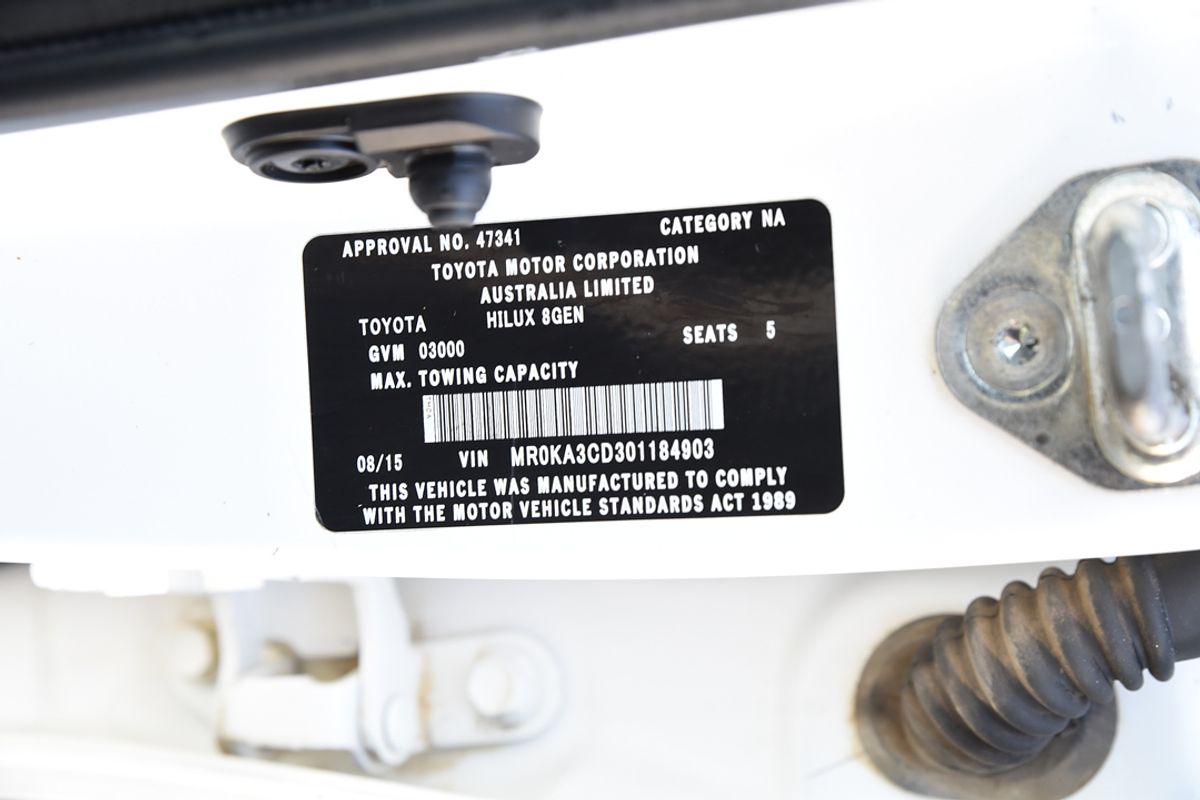 APPROVAL NO. 47341 CATEGORY NA
TOYOTA MOTOR CORPORATION
AUSTRALIA LIMITED
TOYOTA HILUX 8GEN
GVM 03000 SEATS 5
MAX. TOWING CAPACITY
08/15 VIN MR0KA3CD301184903
THIS VEHICLE WAS MANUFACTURED TO COMPLY
WITH THE MOTOR VEHICLE STANDARDS ACT 1989